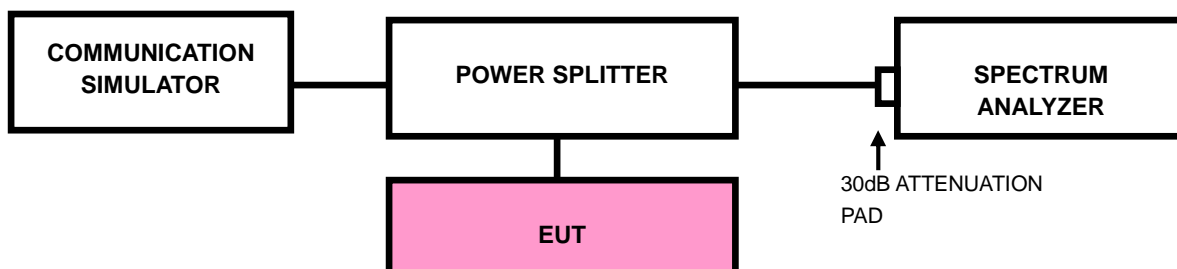 COMMUNICATION
SIMULATOR
POWER SPLITTER
SPECTRUM
ANALYZER
30dB ATTENUATION
PAD
EUT